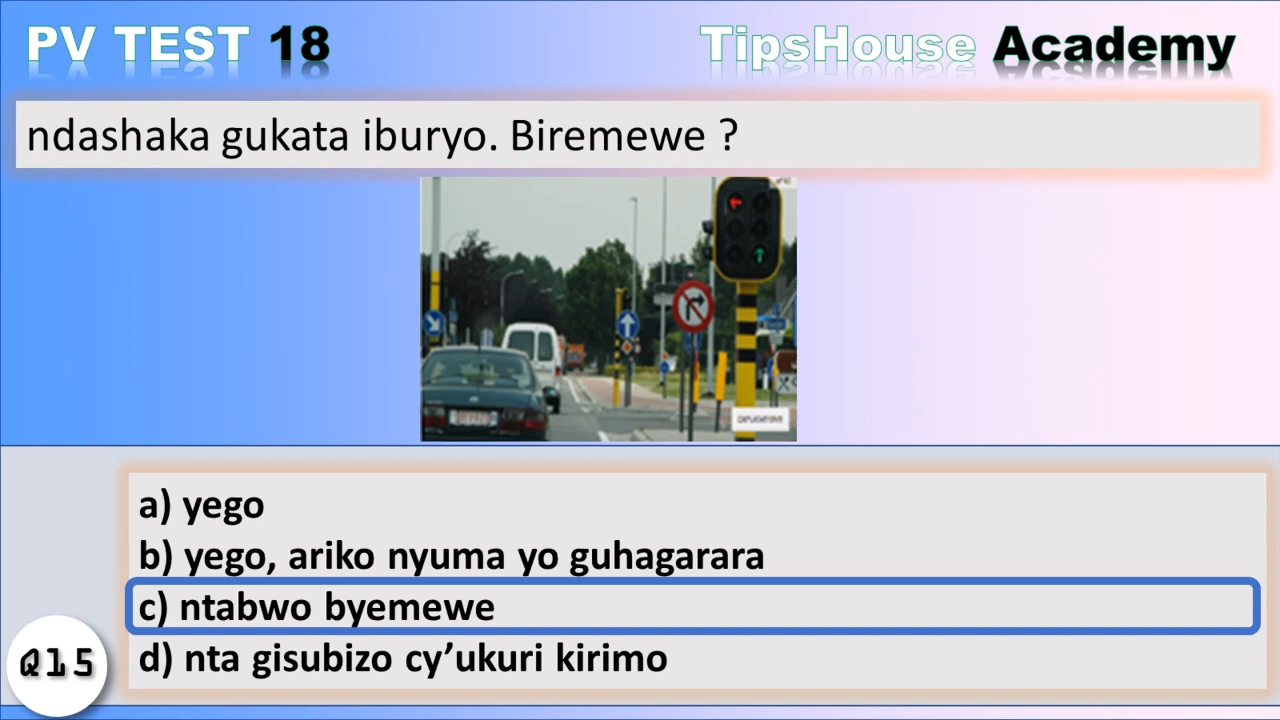 PV TEST 18
TipsHouse Academy
ndashaka gukata iburyo. Biremewe ?
a) yego
b) yego, ariko nyuma yo guhagarara
c) ntabwo byemewe
d) nta gisubizo cy’ukuri kirimo
Q15